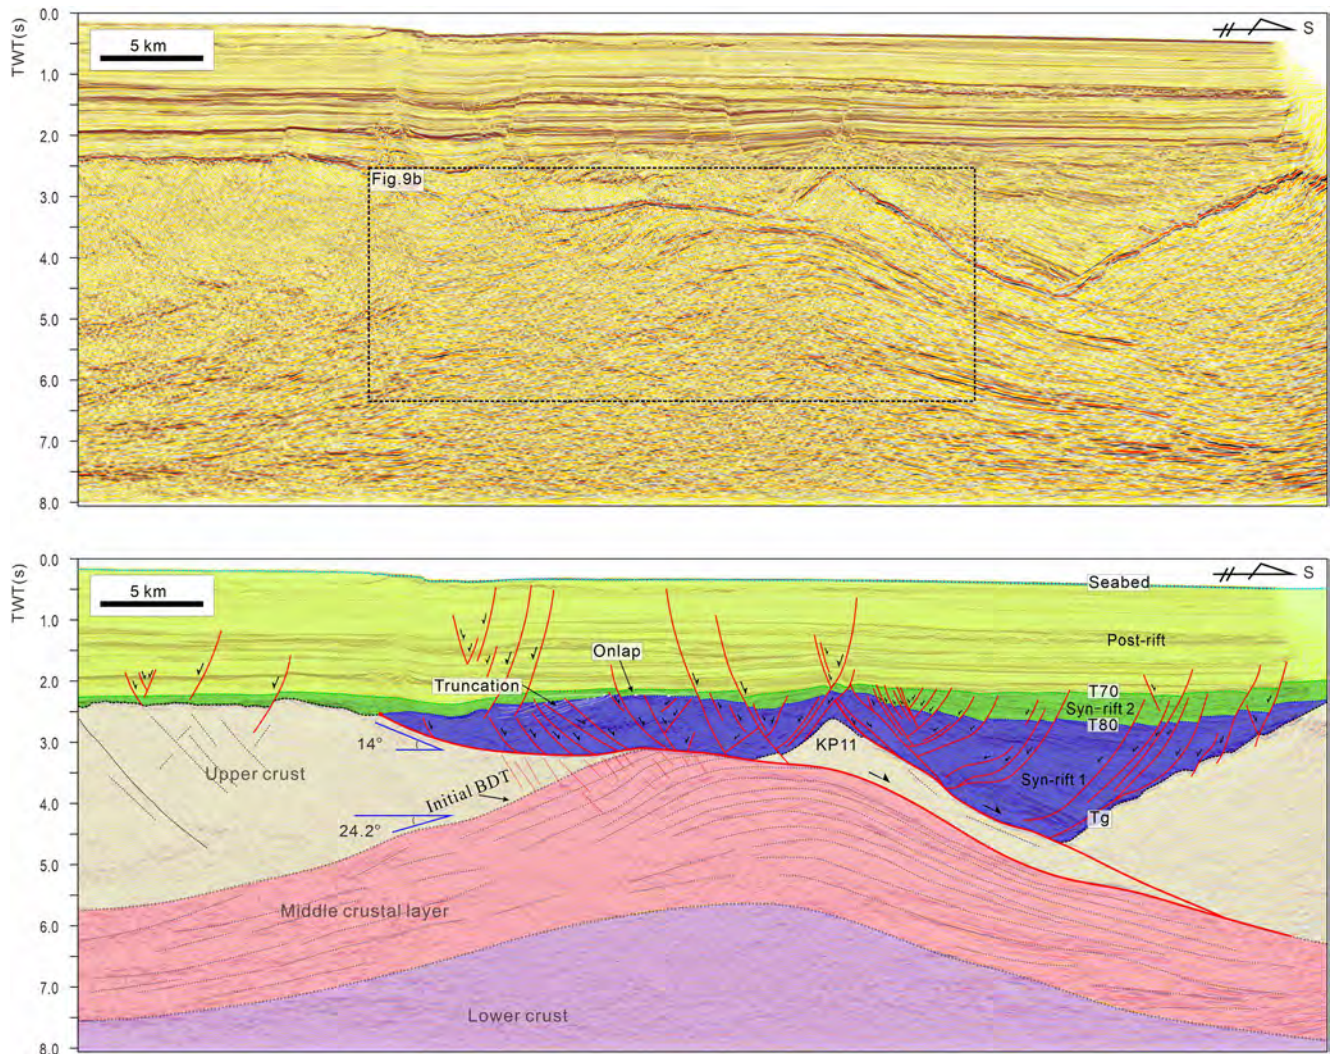 TWT(s)
0.0
5 km
S
1.0
2.0
Fig.9b
3.0
4.0
5.0
6.0
7.0
8.0
TWT(s)
0.0
5 km
Seabed
S
1.0
Post-rift
Onlap
2.0
Truncation
T70
Syn-rift 2
T80
3.0
14°
KP11
Upper crust
Initial BDT
Syn-rift 1
4.0
24.2°
Tg
5.0
Middle crustal layer
6.0
7.0
Lower crust
8.0